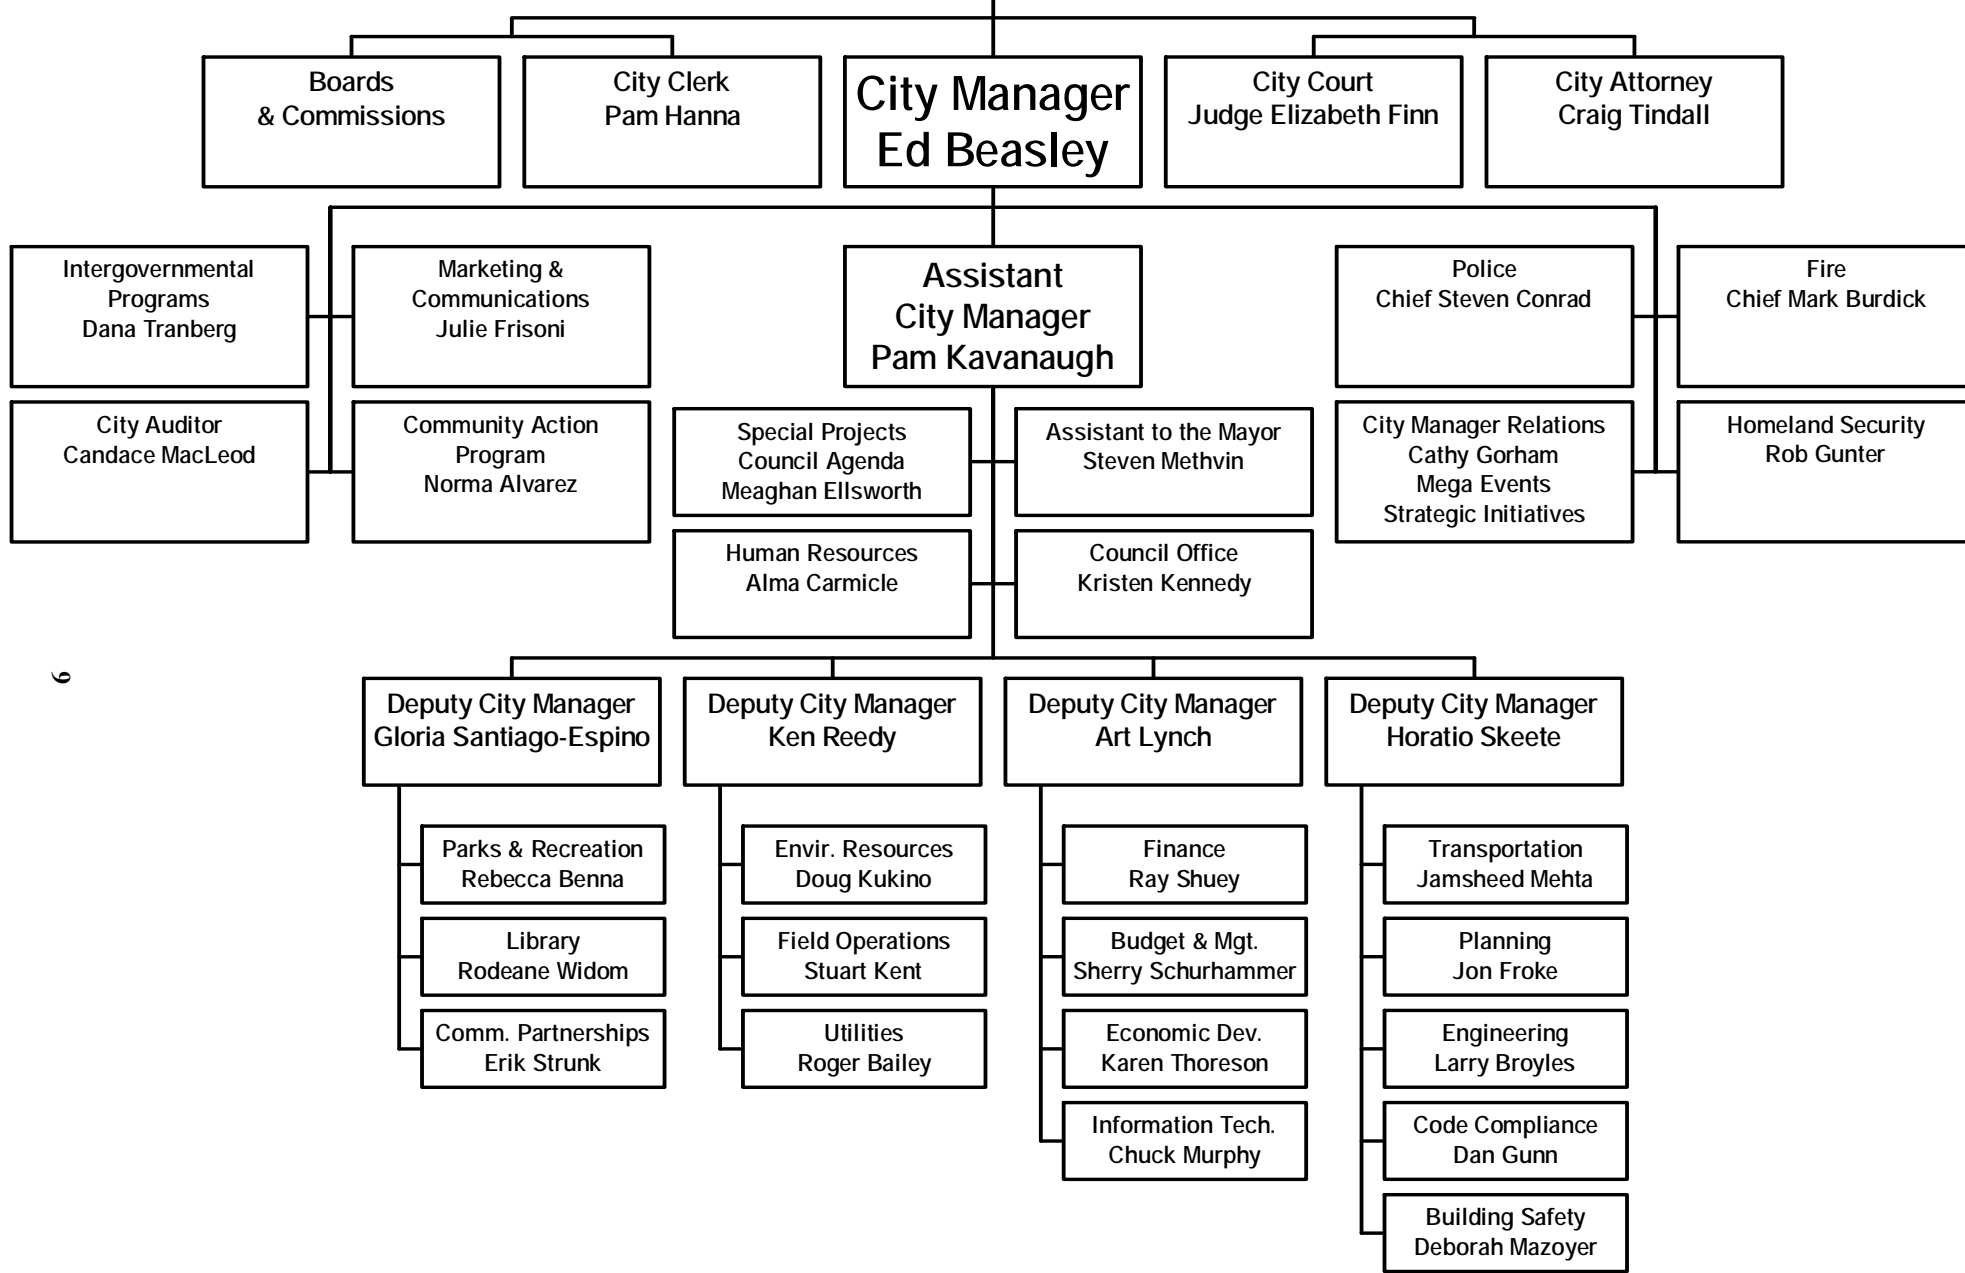 Boards
& Commissions
City Clerk
Pam Hanna
City Manager
Ed Beasley
City Court
Judge Elizabeth Finn
City Attorney
Craig Tindall
Intergovernmental
Programs
Dana Tranberg
Marketing &
Communications
Julie Frisoni
Assistant
City Manager
Pam Kavanaugh
Police
Chief Steven Conrad
Fire
Chief Mark Burdick
City Auditor
Candace MacLeod
Community Action
Program
Norma Alvarez
Special Projects
Council Agenda
Meaghan Ellsworth
Assistant to the Mayor
Steven Methvin
City Manager Relations
Cathy Gorham
Mega Events
Strategic Initiatives
Homeland Security
Rob Gunter
Human Resources
Alma Carmicle
Council Office
Kristen Kennedy
9
Deputy City Manager
Gloria Santiago-Espino
Deputy City Manager
Ken Reedy
Deputy City Manager
Art Lynch
Deputy City Manager
Horatio Skeete
Parks & Recreation
Rebecca Benna
Library
Rodeane Widom
Comm. Partnerships
Erik Strunk
Envir. Resources
Doug Kukino
Field Operations
Stuart Kent
Utilities
Roger Bailey
Finance
Ray Shuey
Budget & Mgt.
Sherry Schurhammer
Economic Dev.
Karen Thoreson
Information Tech.
Chuck Murphy
Transportation
Jamsheed Mehta
Planning
Jon Froke
Engineering
Larry Broyles
Code Compliance
Dan Gunn
Building Safety
Deborah Mazoyer